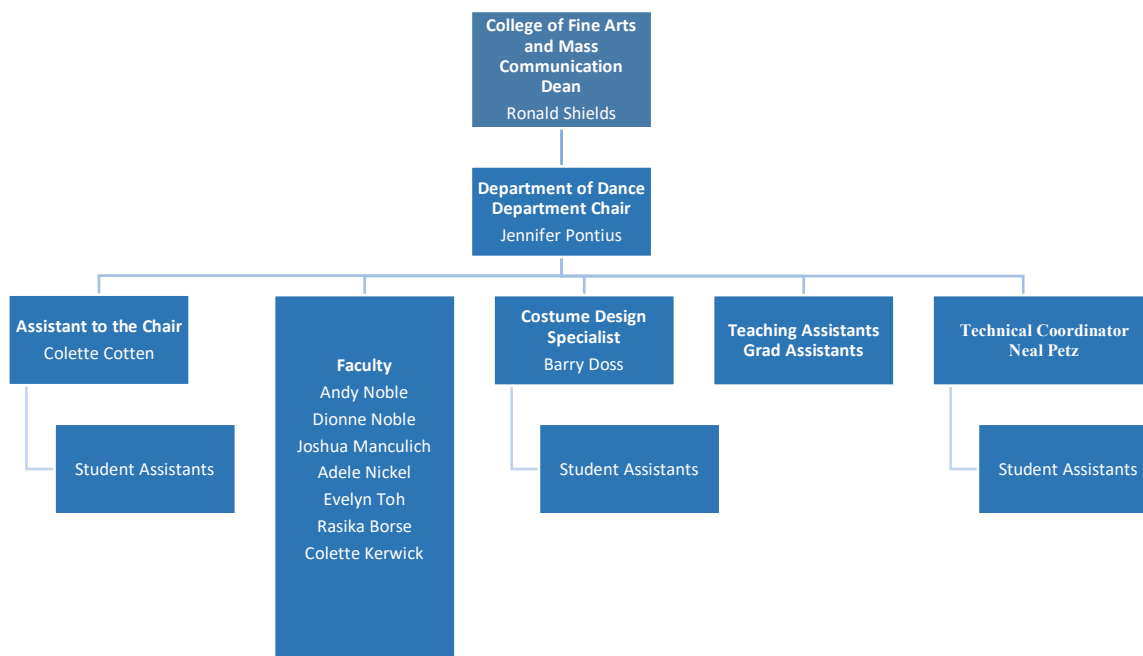 College of Fine Arts
and Mass
Communication
Dean
Ronald Shields
Department of Dance
Department Chair
Jennifer Pontius
Assistant to the Chair
Colette Cotten
Student Assistants
Faculty
Andy Noble
Dionne Noble
Joshua Manculich
Adele Nickel
Evelyn Toh
Rasika Borse
Colette Kerwick
Costume Design
Specialist
Barry Doss
Student Assistants
Teaching Assistants
Grad Assistants
Technical Coordinator
Neal Petz
Student Assistants